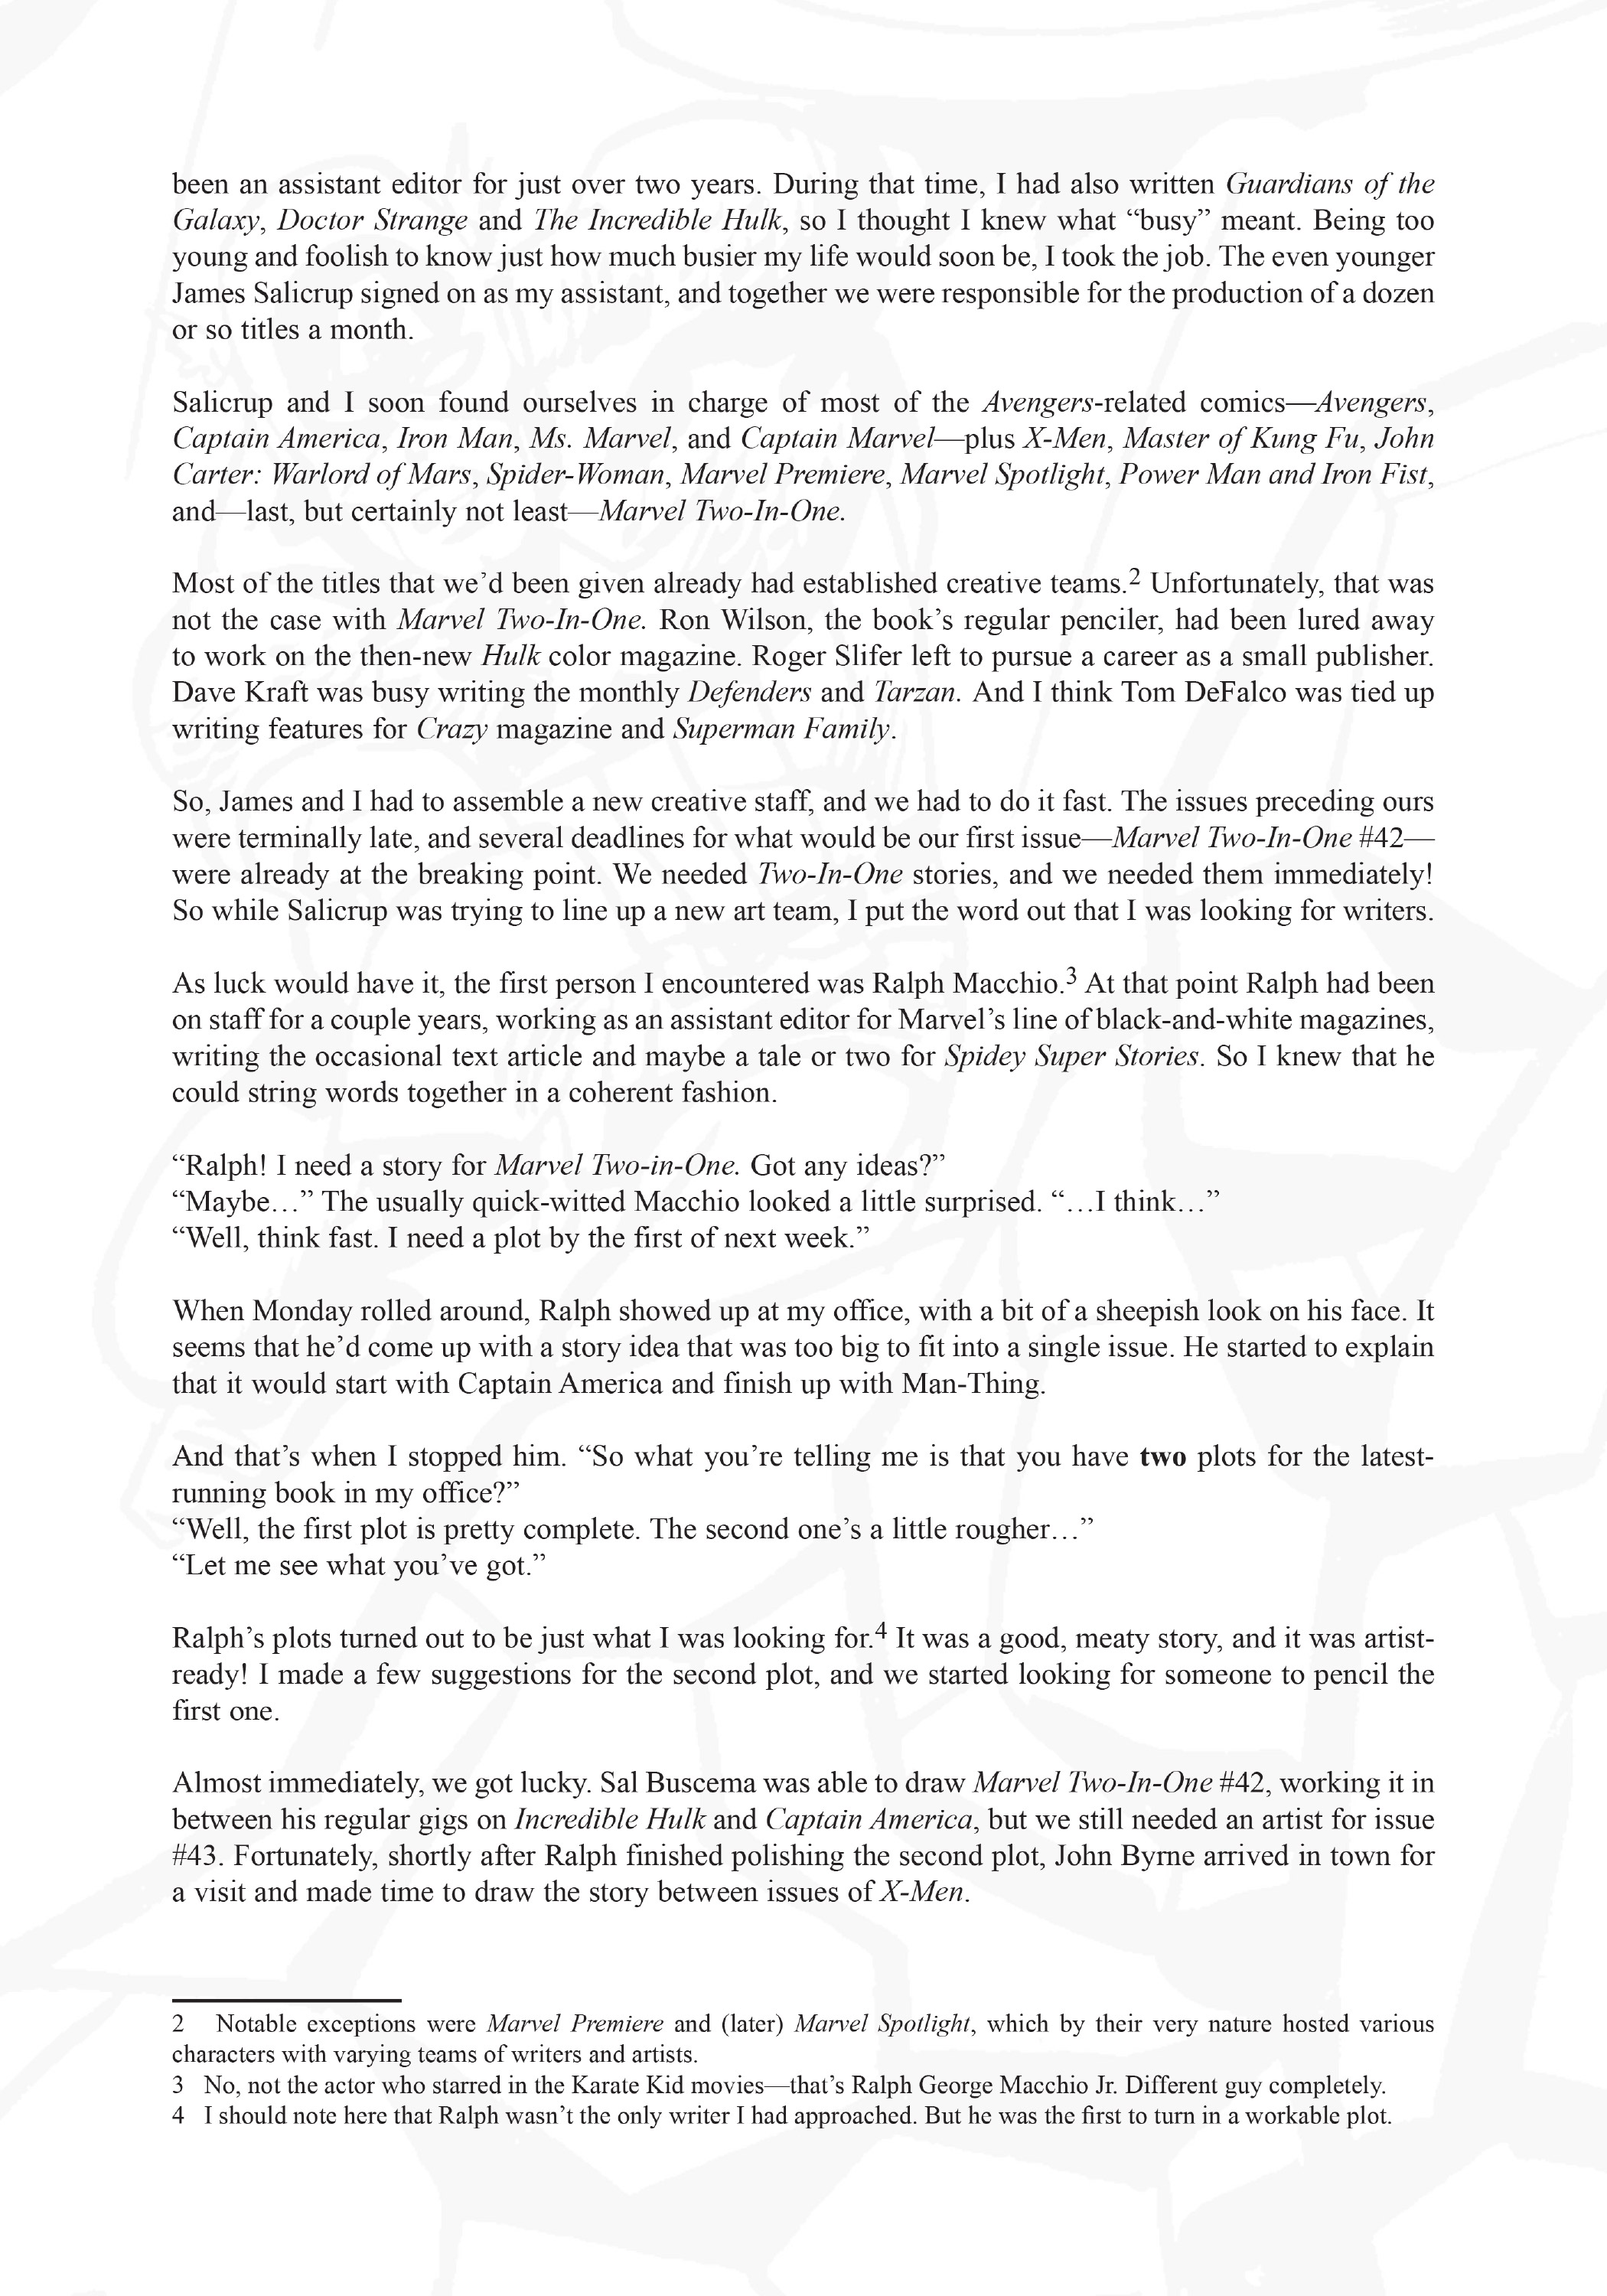 been an assistant editor for just over two years. During that time, I had also written Guardians of the
Galaxy, Doctor Strange and The Incredible Hulk, so I thought I knew what “busy” meant. Being too
young and foolish to know just how much busier my life would soon be, I took the job. The even younger
James Salicrup signed on as my assistant, and together we were responsible for the production of a dozen
or so titles a month.
Salicrup and I soon found ourselves in charge of most of the Avengers-related comics—Avengers,
Captain America, Iron Man, Ms. Marvel, and Captain Marvel—plus X-Men, Master of Kung Fu, John
Carter: Warlord of Mars, Spider-Woman, Marvel Premiere, Marvel Spotlight, Power Man and Iron Fist,
and—last, but certainly not least—Marvel Two-In-One.
Most of the titles that we’d been given already had established creative teams.2 Unfortunately, that was
not the case with Marvel Two-In-One. Ron Wilson, the book’s regular penciler, had been lured away
to work on the then-new Hulk color magazine. Roger Slifer left to pursue a career as a small publisher.
Dave Kraft was busy writing the monthly Defenders and Tarzan. And I think Tom DeFalco was tied up
writing features for Crazy magazine and Superman Family.
So, James and I had to assemble a new creative staff, and we had to do it fast. The issues preceding ours
were terminally late, and several deadlines for what would be our first issue—Marvel Two-In-One #42—
were already at the breaking point. We needed Two-In-One stories, and we needed them immediately!
So while Salicrup was trying to line up a new art team, I put the word out that I was looking for writers.
As luck would have it, the first person I encountered was Ralph Macchio.3 At that point Ralph had been
on staff for a couple years, working as an assistant editor for Marvel’s line of black-and-white magazines,
writing the occasional text article and maybe a tale or two for Spidey Super Stories. So I knew that he
could string words together in a coherent fashion.
“Ralph! I need a story for Marvel Two-in-One. Got any ideas?”
“Maybe…” The usually quick-witted Macchio looked a little surprised. “…I think…”
“Well, think fast. I need a plot by the first of next week.”
When Monday rolled around, Ralph showed up at my office, with a bit of a sheepish look on his face. It
seems that he’d come up with a story idea that was too big to fit into a single issue. He started to explain
that it would start with Captain America and finish up with Man-Thing.
And that’s when I stopped him. “So what you’re telling me is that you have two plots for the latest-
running book in my office?”
“Well, the first plot is pretty complete. The second one’s a little rougher…”
“Let me see what you’ve got.”
Ralph’s plots turned out to be just what I was looking for.4 It was a good, meaty story, and it was artist-
ready! I made a few suggestions for the second plot, and we started looking for someone to pencil the
first one.
Almost immediately, we got lucky. Sal Buscema was able to draw Marvel Two-In-One #42, working it in
between his regular gigs on Incredible Hulk and Captain America, but we still needed an artist for issue
#43. Fortunately, shortly after Ralph finished polishing the second plot, John Byrne arrived in town for
a visit and made time to draw the story between issues of X-Men.
2 Notable exceptions were Marvel Premiere and (later) Marvel Spotlight, which by their very nature hosted various
characters with varying teams of writers and artists.
3 No, not the actor who starred in the Karate Kid movies—that’s Ralph George Macchio Jr. Different guy completely.
4 I should note here that Ralph wasn’t the only writer I had approached. But he was the first to turn in a workable plot.